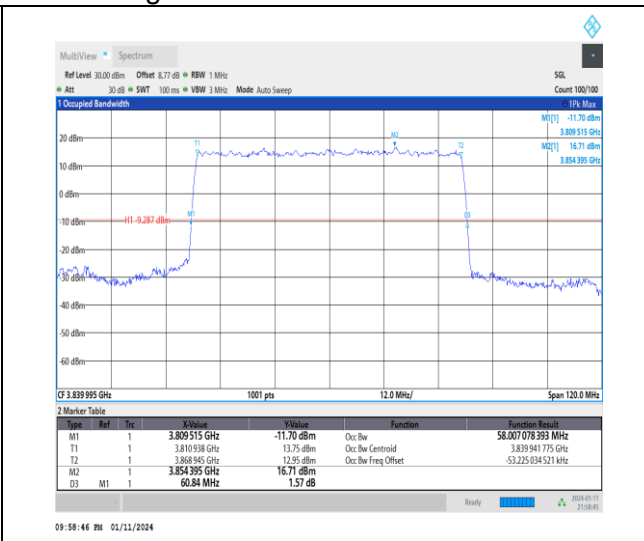 MultiView Spectrum
Ref Level 30.00 dBm Offset 8.77 dB RBW 1 MHz SGL
Att 30 dB SWT 100 ms VBW 3 MHz Mode Auto Sweep Count 100/100
1 Occupied Bandwidth 1Pk Max
M1[1] -11.70 dBm
3.809 515 GHz
M2[1] 16.71 dBm
3.854 395 GHz
20 dBm
T1
M2
T2
10 dBm
0 dBm
M1
D3
-10 dBm
H1 -9.287 dBm
-20 dBm
-30 dBm
-40 dBm
-50 dBm
-60 dBm
CF 3.839 995 GHz 1001 pts 12.0 MHz/ Span 120.0 MHz
2 Marker Table
Type Ref Trc X-Value Y-Value Function Function Result
M1 1 3.809 515 GHz -11.70 dBm Occ Bw 58.007 078 393 MHz
T1 1 3.810 938 GHz 13.75 dBm Occ Bw Centroid 3.839 941 775 GHz
T2 1 3.868 945 GHz 12.95 dBm Occ Bw Freq Offset -53.225 034 521 kHz
M2 1 3.854 395 GHz 16.71 dBm
D3 M1 1 60.84 MHz 1.57 dB
Ready 2024-01-11
21:58:45
09:58:46 PM 01/11/2024